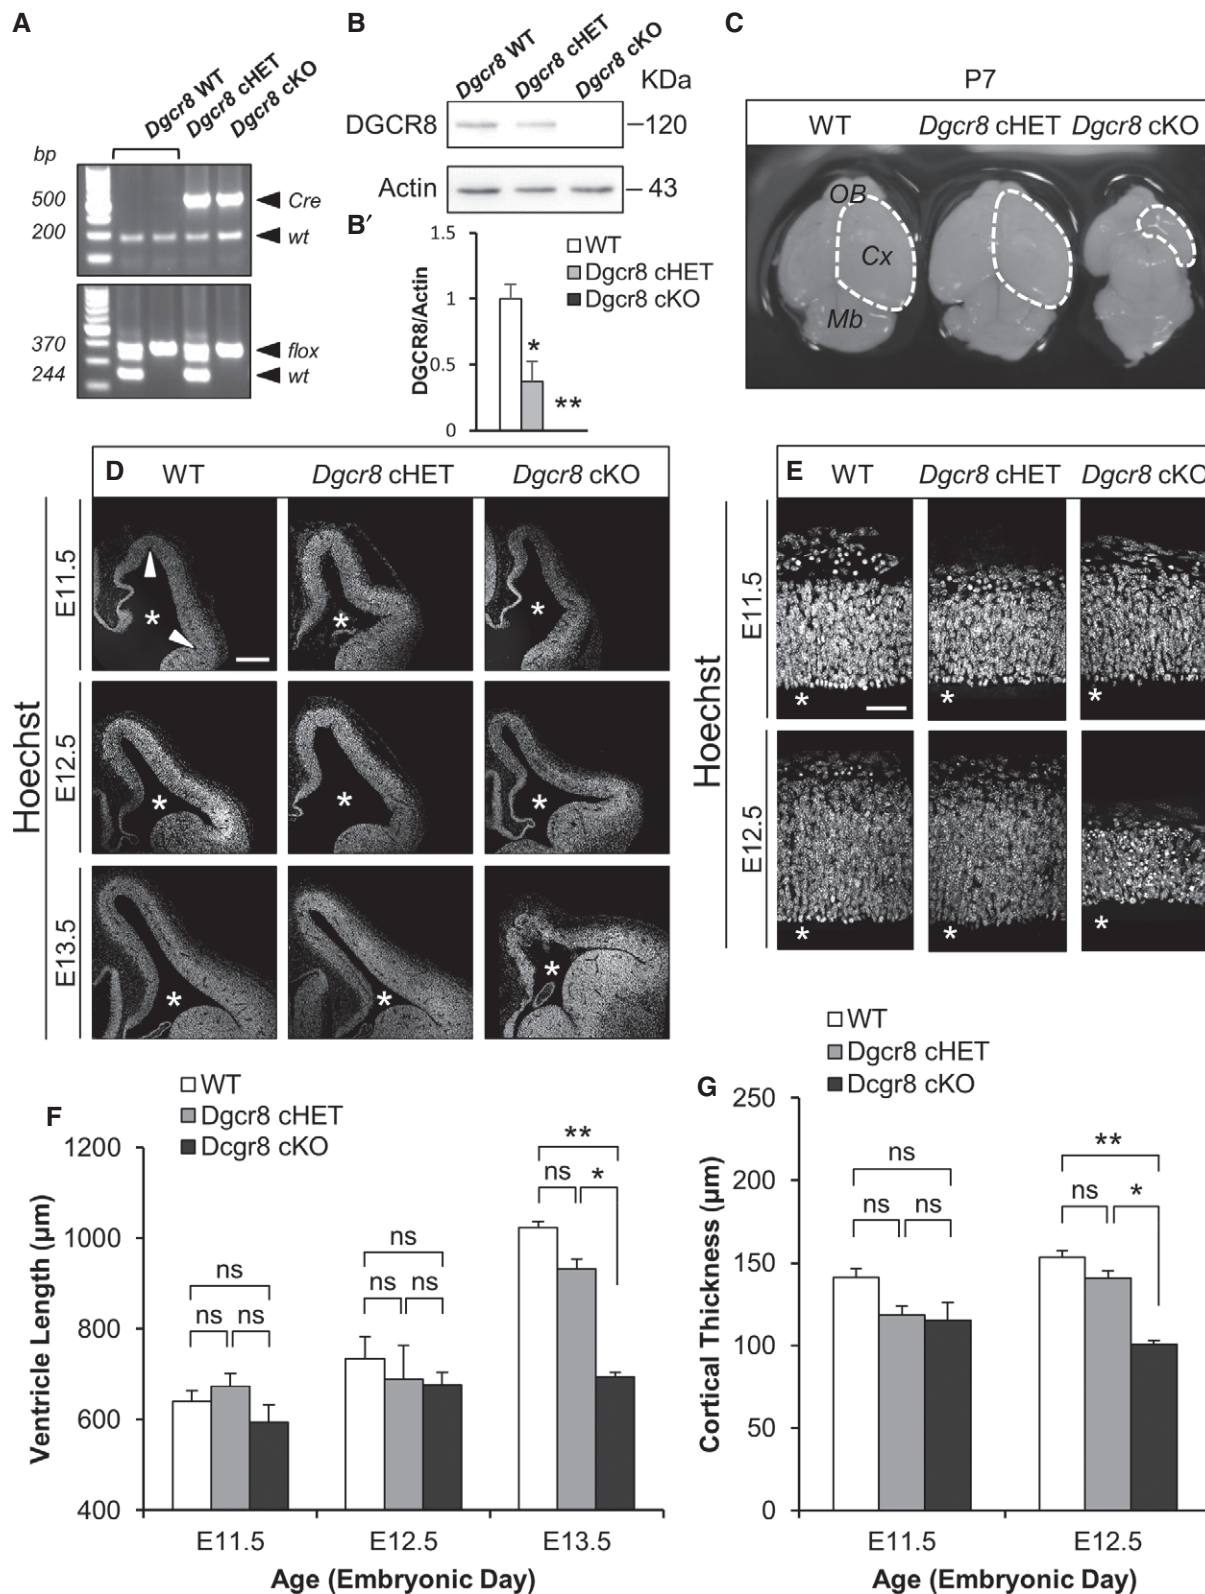 A
Dgcr8 WT
Dgcr8 cHET
Dgcr8 cKO
bp
500
200
Cre
wt
370
244
flox
wt
B
Dgcr8 WT
Dgcr8 cHET
Dgcr8 cKO
KDa
DGCR8
120
Actin
43
B′
1.5
1
0.5
0
DGCR8/Actin
WT
Dgcr8 cHET
Dgcr8 cKO
*
**
C
P7
WT
Dgcr8 cHET
Dgcr8 cKO
OB
Cx
Mb
D
WT
Dgcr8 cHET
Dgcr8 cKO
Hoechst
E11.5
*
*
*
E12.5
*
*
*
E13.5
*
*
*
E
WT
Dgcr8 cHET
Dgcr8 cKO
Hoechst
E11.5
*
*
*
E12.5
*
*
*
F
WT
Dgcr8 cHET
Dcgr8 cKO
Ventricle Length (µm)
1200
1000
800
600
400
ns
ns
ns
ns
ns
ns
**
ns
*
E11.5
E12.5
E13.5
Age (Embryonic Day)
G
WT
Dgcr8 cHET
Dcgr8 cKO
Cortical Thickness (µm)
250
200
150
100
50
0
ns
ns
ns
**
ns
*
E11.5
E12.5
Age (Embryonic Day)